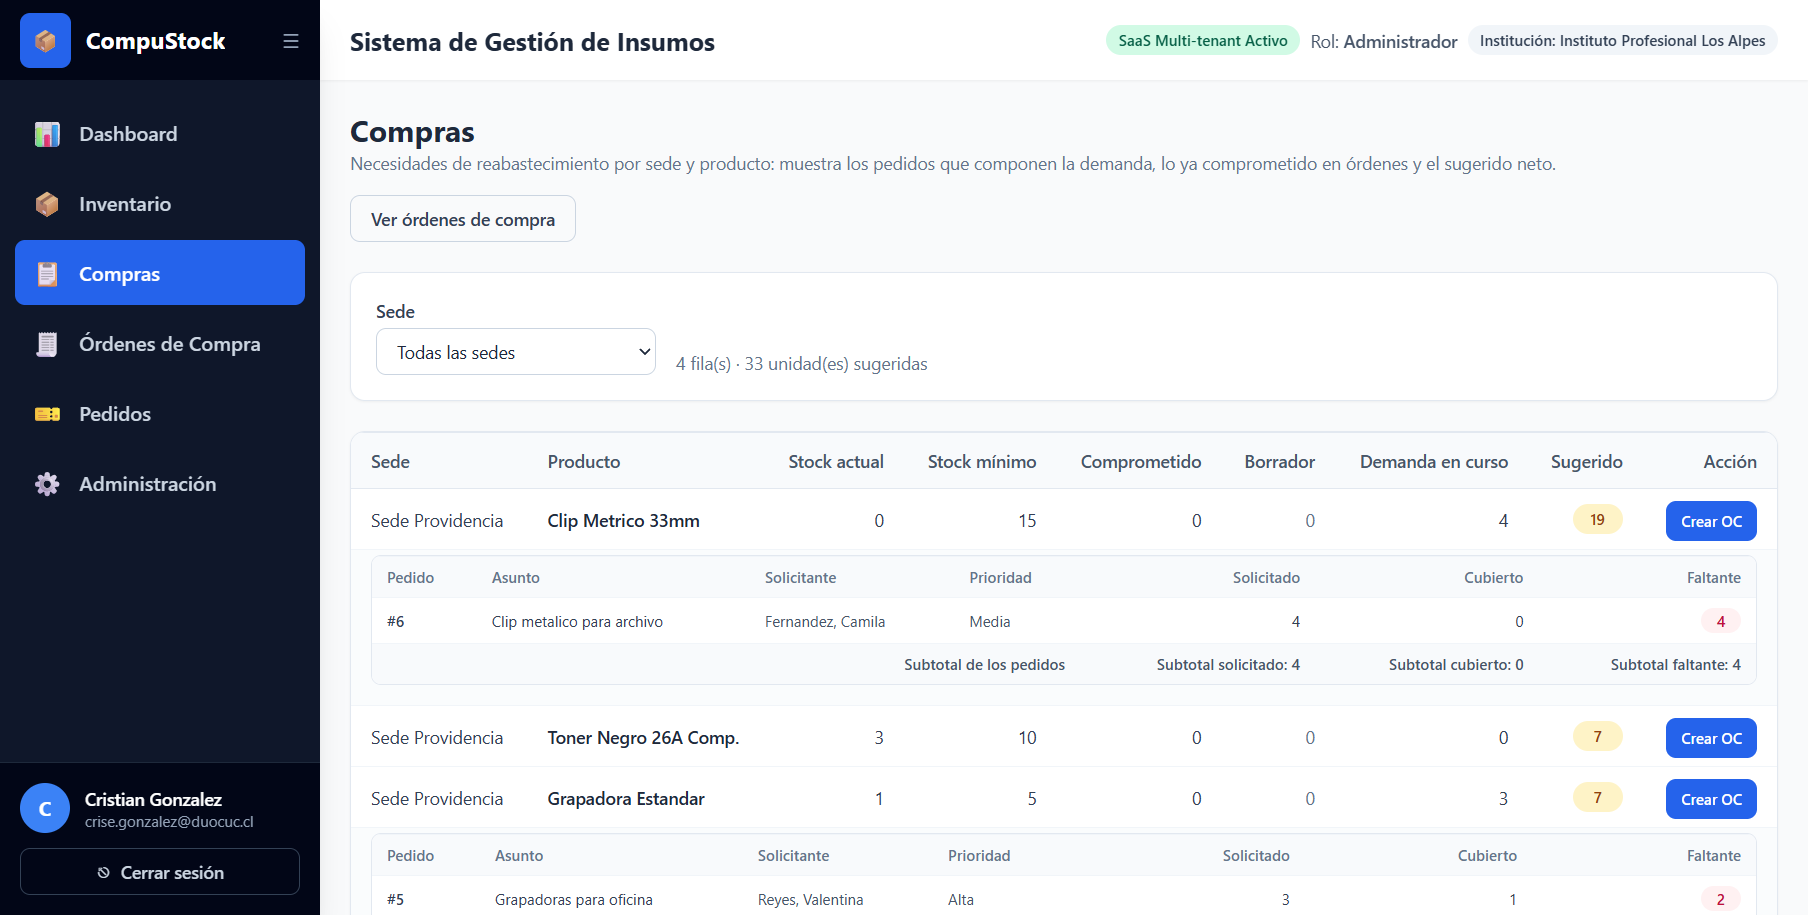 CompuStock
☰
Sistema de Gestión de Insumos
SaaS Multi-tenant Activo
Rol: Administrador
Institución: Instituto Profesional Los Alpes
Dashboard
Inventario
Compras
Órdenes de Compra
Pedidos
Administración
Cristian Gonzalez
C
crise.gonzalez@duocuc.cl
Cerrar sesión
Compras
Necesidades de reabastecimiento por sede y producto: muestra los pedidos que componen la demanda, lo ya comprometido en órdenes y el sugerido neto.
Ver órdenes de compra
Sede
Todas las sedes
4 fila(s) · 33 unidad(es) sugeridas
Sede Producto Stock actual Stock mínimo Comprometido Borrador Demanda en curso Sugerido Acción
Sede Providencia Clip Metrico 33mm 0 15 0 0 4 19 Crear OC
Pedido Asunto Solicitante Prioridad Solicitado Cubierto Faltante
#6 Clip metalico para archivo Fernandez, Camila Media 4 0 4
Subtotal de los pedidos Subtotal solicitado: 4 Subtotal cubierto: 0 Subtotal faltante: 4
Sede Providencia Toner Negro 26A Comp. 3 10 0 0 0 7 Crear OC
Sede Providencia Grapadora Estandar 1 5 0 0 3 7 Crear OC
Pedido Asunto Solicitante Prioridad Solicitado Cubierto Faltante
#5 Grapadoras para oficina Reyes, Valentina Alta 3 1 2